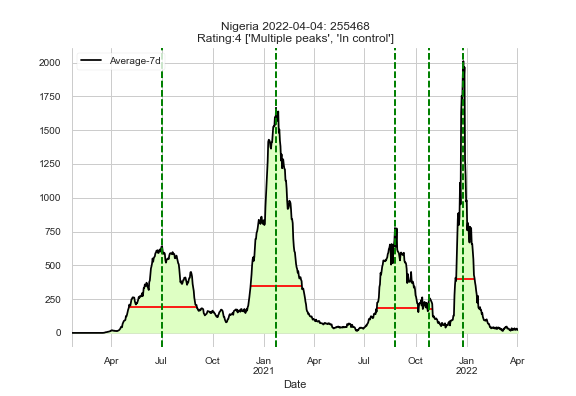 Nigeria 2022-04-04: 255468
Rating:4 ['Multiple peaks', 'In control']
Average-7d
2000
1750
1500
1250
1000
750
500
250
0
Apr Jul Oct Jan Apr Jul Oct Jan Apr
2021 2022
Date